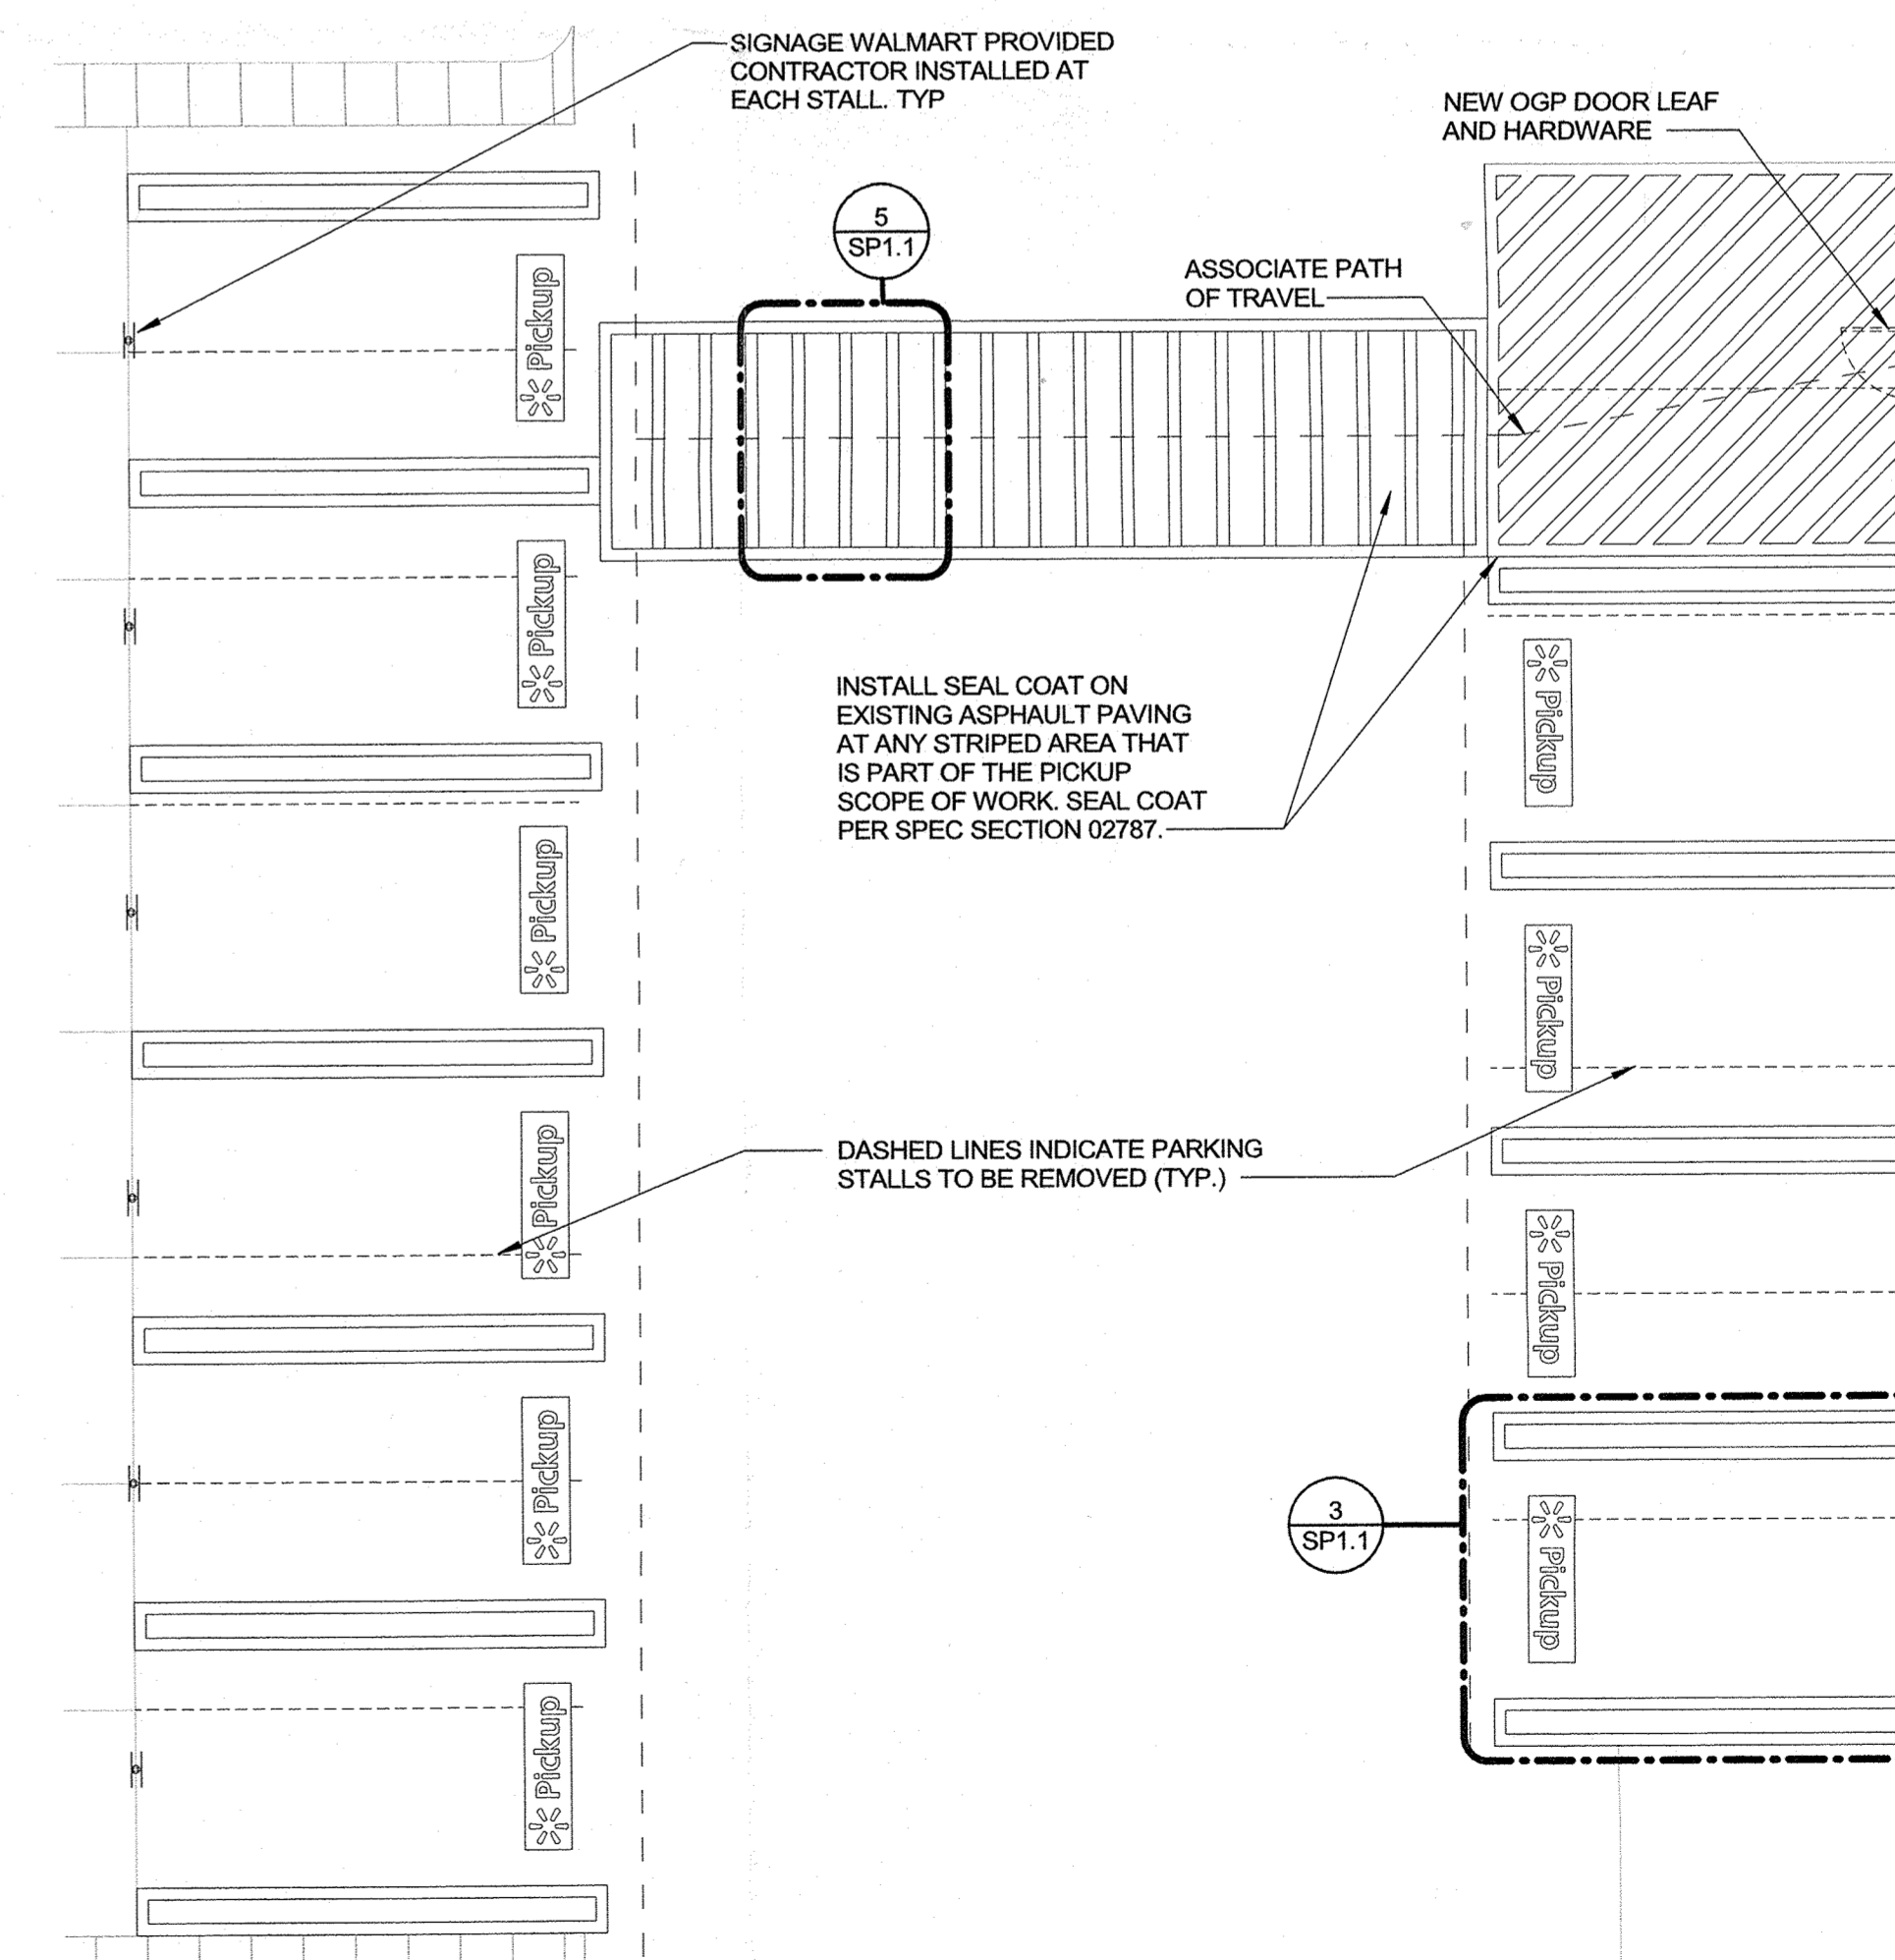 SIGNAGE WALMART PROVIDED
CONTRACTOR INSTALLED AT
EACH STALL. TYP
NEW OGP DOOR LEAF
AND HARDWARE
5
SP1.1
ASSOCIATE PATH
OF TRAVEL
Pickup
Pickup
INSTALL SEAL COAT ON
EXISTING ASPHAULT PAVING
AT ANY STRIPED AREA THAT
IS PART OF THE PICKUP
SCOPE OF WORK. SEAL COAT
PER SPEC SECTION 02787.
Pickup
Pickup
Pickup
DASHED LINES INDICATE PARKING
STALLS TO BE REMOVED (TYP.)
Pickup
Pickup
Pickup
3
SP1.1
Pickup
Pickup